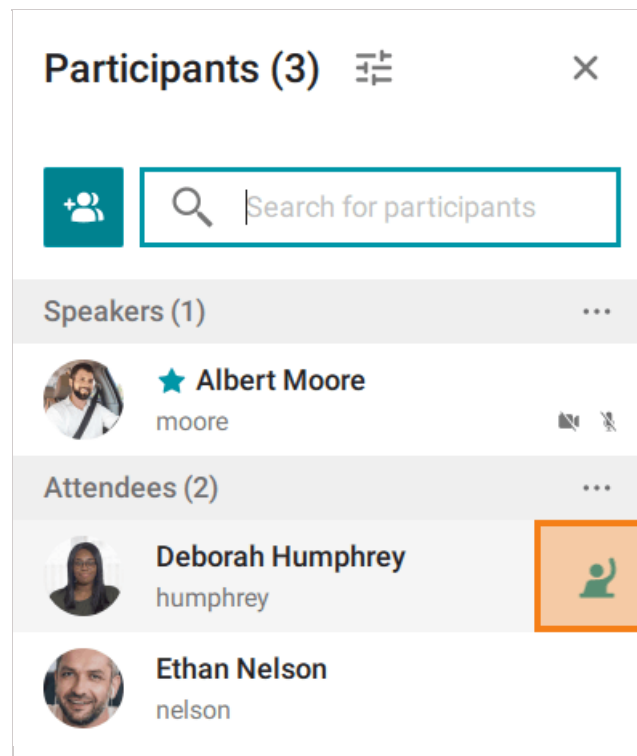 Participants (3)
Search for participants
Speakers (1)
Albert Moore
moore
Attendees (2)
Deborah Humphrey
humphrey
Ethan Nelson
nelson